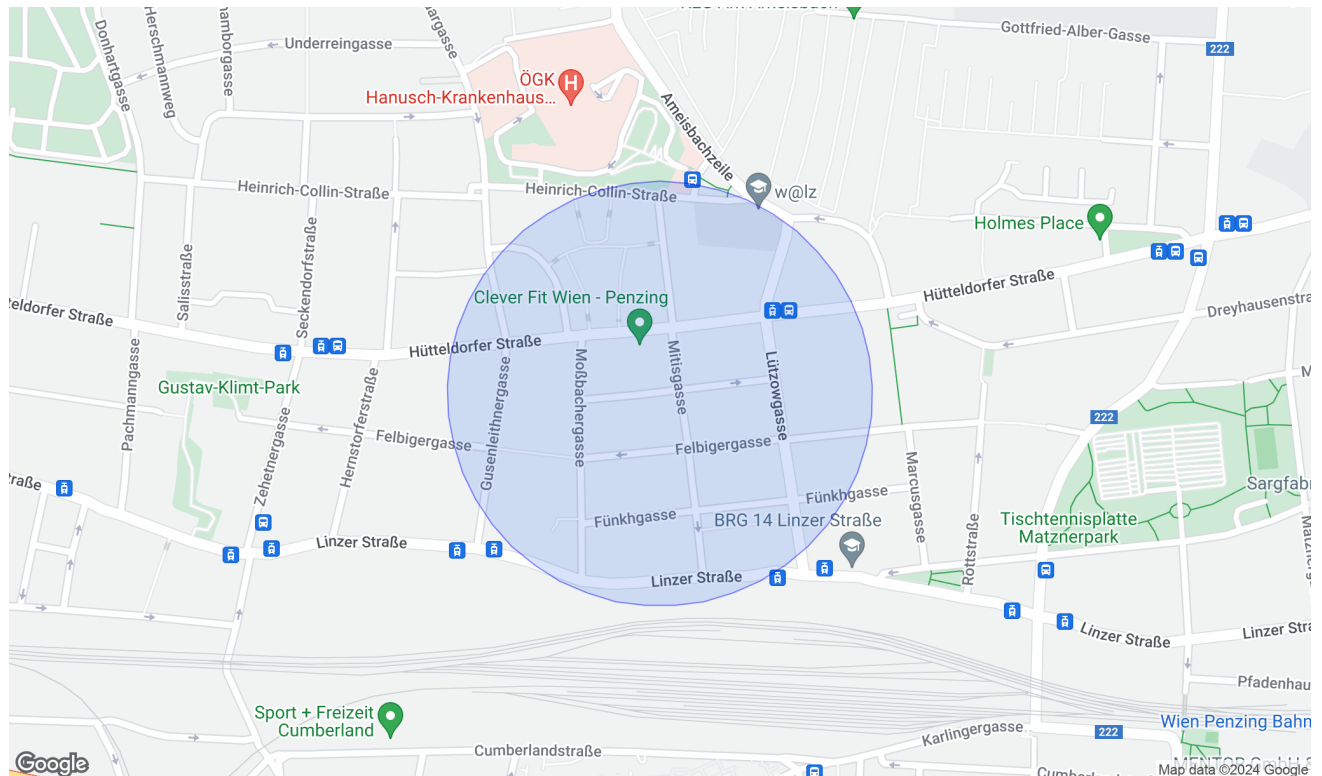 Gottfried-Alber-Gasse
222
Underreingasse
Donhartgasse
Herschmannweg
ÖGK
Hanusch-Krankenhaus...
Ameisbachzeile
Heinrich-Collin-Straße
Heinrich-Collin-Straße
w@lz
Holmes Place
Salisstraße
Seckendorfstraße
Hütteldorfer Straße
Clever Fit Wien - Penzing
Dreyhausenstra
teldorfer Straße
Hütteldorfer Straße
Pachmanngasse
Gustav-Klimt-Park
Gusenleithnergasse
Moßbachergasse
Mitisgasse
Lützowgasse
222
Hernstorferstraße
Zehetnergasse
Felbigergasse
Felbigergasse
Marcusgasse
raße
Fünkhgasse
Fünkhgasse
Sargfab
BRG 14 Linzer Straße
Tischtennisplatte
Matznerpark
Rottstraße
Linzer Straße
Linzer Straße
Linzer Straße
Linzer Stra
Pfadenhau
Sport + Freizeit
Cumberland
Wien Penzing Bahn
Karlingergasse
222
Cumberlandstraße
Google
Map data ©2024 Google